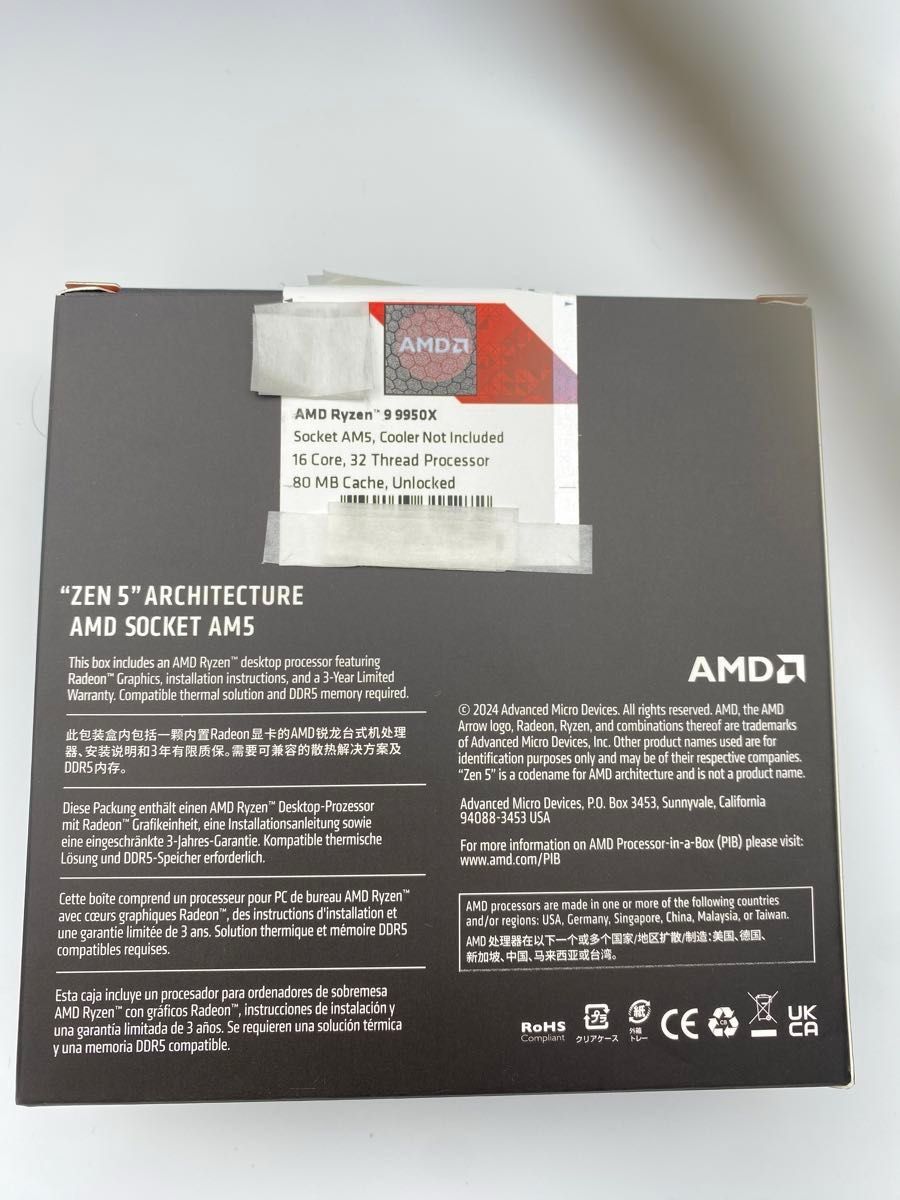 AMD
AMD Ryzen™ 9 9950X
Socket AM5, Cooler Not Included
16 Core, 32 Thread Processor
80 MB Cache, Unlocked
“ZEN 5” ARCHITECTURE
AMD SOCKET AM5
This box includes an AMD Ryzen™ desktop processor featuring
Radeon™ Graphics, installation instructions, and a 3-Year Limited
Warranty. Compatible thermal solution and DDR5 memory required.
此包装盒内包括一颗内置Radeon显卡的AMD锐龙台式机处理
器、安装说明和3年有限质保。需要可兼容的散热解决方案及
DDR5内存。
Diese Packung enthält einen AMD Ryzen™ Desktop-Prozessor
mit Radeon™ Grafikeinheit, eine Installationsanleitung sowie
eine eingeschränkte 3-Jahres-Garantie. Kompatible thermische
Lösung und DDR5-Speicher erforderlich.
Cette boîte comprend un processeur pour PC de bureau AMD Ryzen™
avec cœurs graphiques Radeon™, des instructions d'installation et
une garantie limitée de 3 ans. Solution thermique et mémoire DDR5
compatibles requises.
Esta caja incluye un procesador para ordenadores de sobremesa
AMD Ryzen™ con gráficos Radeon™, instrucciones de instalación y
una garantía limitada de 3 años. Se requieren una solución térmica
y una memoria DDR5 compatible.
AMD
© 2024 Advanced Micro Devices. All rights reserved. AMD, the AMD
Arrow logo, Radeon, Ryzen, and combinations thereof are trademarks
of Advanced Micro Devices, Inc. Other product names used are for
identification purposes only and may be of their respective companies.
“Zen 5” is a codename for AMD architecture and is not a product name.
Advanced Micro Devices, P.O. Box 3453, Sunnyvale, California
94088-3453 USA
For more information on AMD Processor-in-a-Box (PIB) please visit:
www.amd.com/PIB
AMD processors are made in one or more of the following countries
and/or regions: USA, Germany, Singapore, China, Malaysia, or Taiwan.
AMD 处理器在以下一个或多个国家/地区扩散/制造：美国、德国、
新加坡、中国、马来西亚或台湾。
RoHS
Compliant
プラ
クリアケース
紙
外箱
トレー
CE
CB
UK
CA